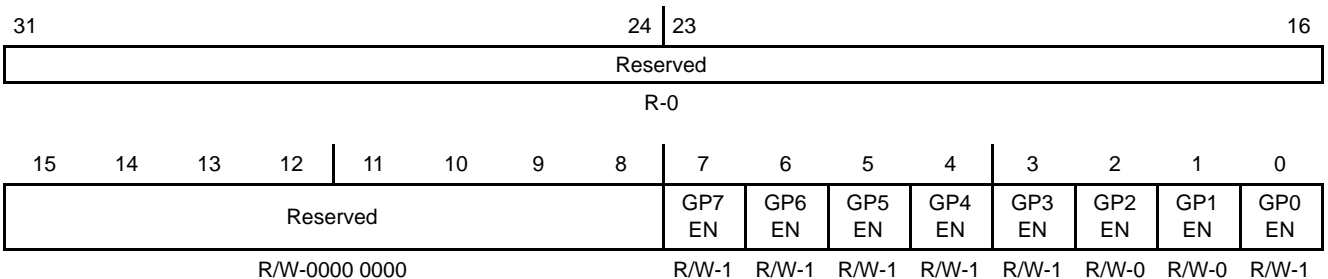 31 24 23 16
Reserved
R-0
15 14 13 12 11 10 9 8 7 6 5 4 3 2 1 0
Reserved GP7 EN GP6 EN GP5 EN GP4 EN GP3 EN GP2 EN GP1 EN GP0 EN
R/W-0000 0000 R/W-1 R/W-1 R/W-1 R/W-1 R/W-1 R/W-0 R/W-0 R/W-1